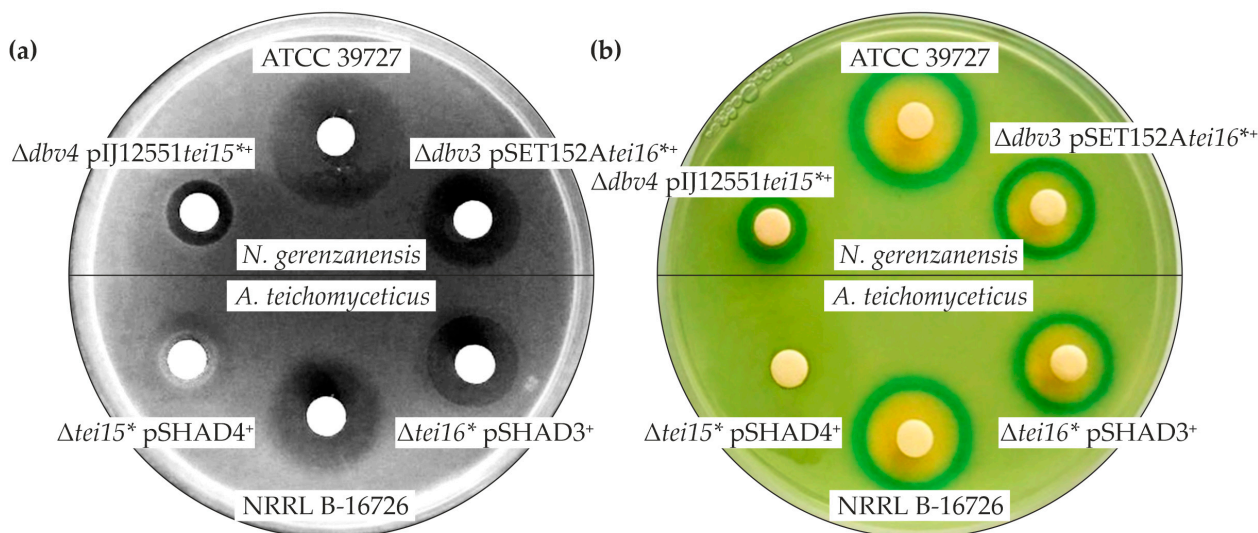 (a)
ATCC 39727
Δdbv4 pIJ12551tei15*⁺
Δdbv3 pSET152Atei16*⁺
N. gerenzanensis
A. teichomyceticus
Δtei15* pSHAD4⁺
Δtei16* pSHAD3⁺
NRRL B-16726
(b)
ATCC 39727
Δdbv3 pSET152Atei16*⁺
Δdbv4 pIJ12551tei15*⁺
N. gerenzanensis
A. teichomyceticus
Δtei15* pSHAD4⁺
Δtei16* pSHAD3⁺
NRRL B-16726